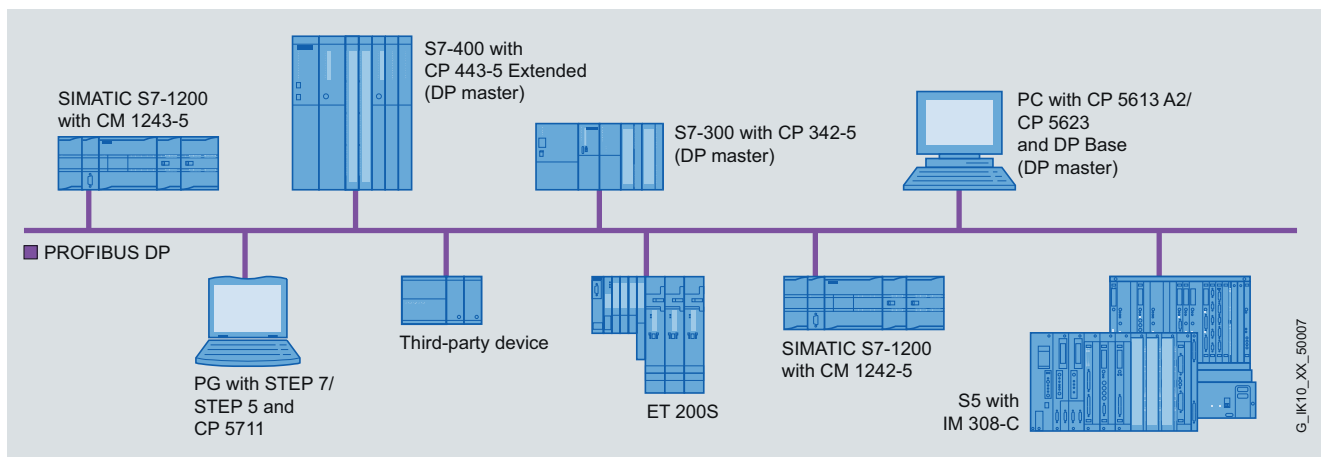 SIMATIC S7-1200
with CM 1243-5
S7-400 with
CP 443-5 Extended
(DP master)
S7-300 with CP 342-5
(DP master)
PC with CP 5613 A2/
CP 5623
and DP Base
(DP master)
PROFIBUS DP
PG with STEP 7/
STEP 5 and
CP 5711
Third-party device
ET 200S
SIMATIC S7-1200
with CM 1242-5
S5 with
IM 308-C
G_IK10_XX_50007